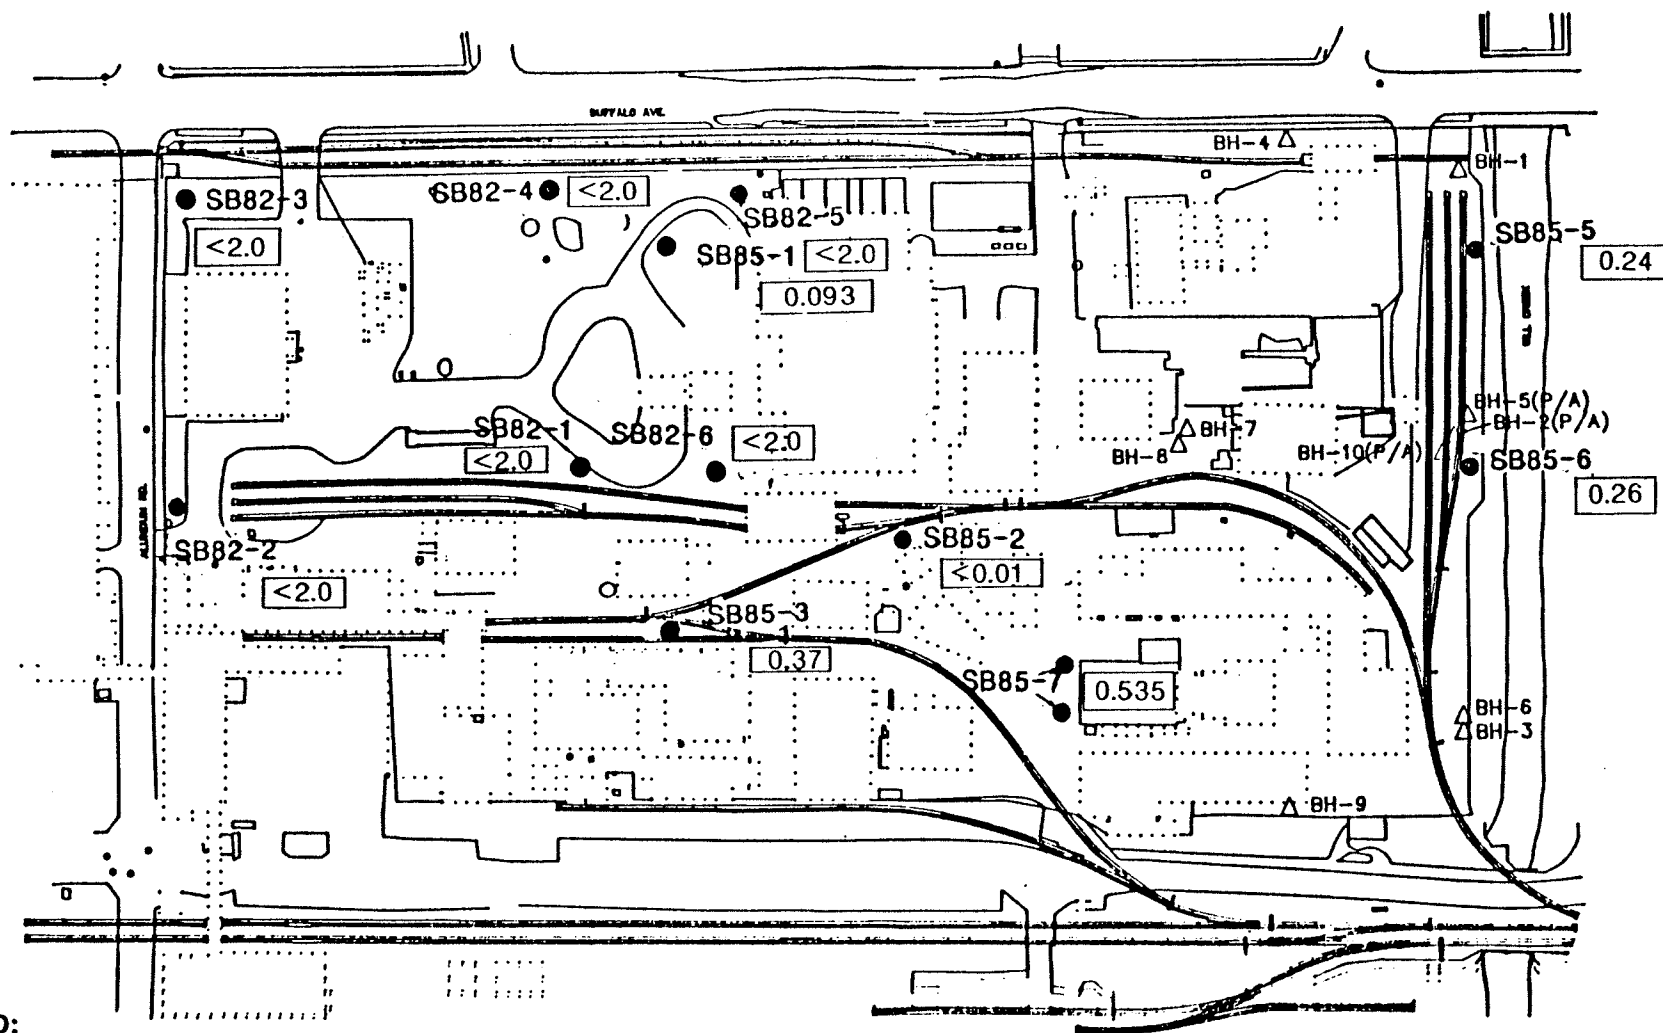 BUFFALO AVE.
BH-4
BH-1
SB82-3
SB82-4
<2.0
SB82-5
<2.0
SB85-1
<2.0
0.093
SB85-5
0.24
BH-5(P/A)
BH-2(P/A)
SB82-1
SB82-6
<2.0
<2.0
BH-7
BH-8
BH-10(P/A)
SB85-6
0.26
SB82-2
<2.0
SB85-2
<0.01
SB85-3
0.37
SB85-
0.535
BH-6
BH-3
BH-9
D: